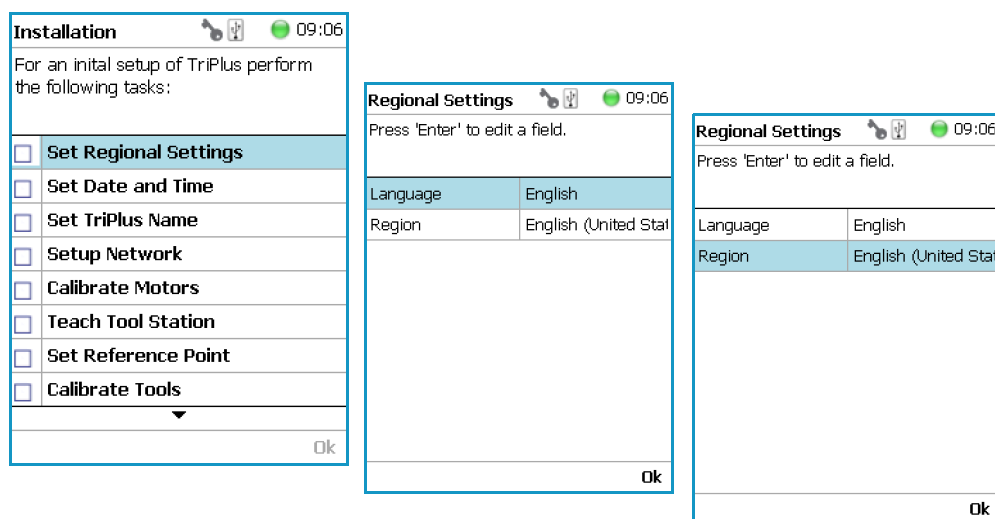 Installation 09:06
For an inital setup of TriPlus perform
the following tasks:
Set Regional Settings
Set Date and Time
Set TriPlus Name
Setup Network
Calibrate Motors
Teach Tool Station
Set Reference Point
Calibrate Tools
Ok
Regional Settings 09:06
Press 'Enter' to edit a field.
Language English
Region English (United Stat
Ok
Regional Settings 09:06
Press 'Enter' to edit a field.
Language English
Region English (United Stat
Ok